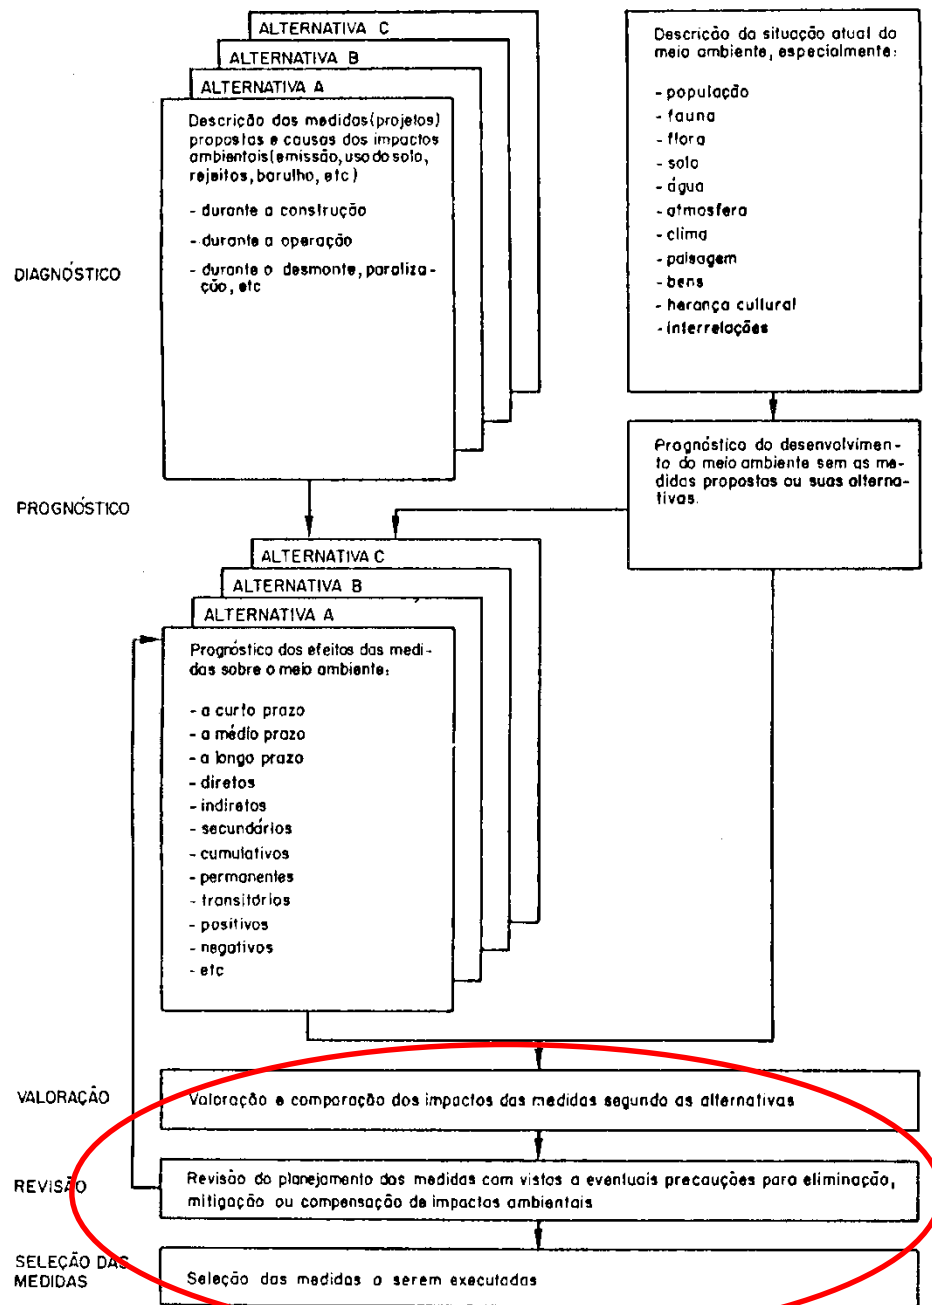 ALTERNATIVA C
ALTERNATIVA B
ALTERNATIVA A
Descrição das medidas (projetos)
propostas e causas dos impactos
ambientais (emissão, uso do solo,
rejeitos, barulho, etc)
- durante a construção
- durante a operação
- durante o desmonte, paraliza-
ção, etc
Descrição da situação atual do
meio ambiente, especialmente:
- população
- fauna
- flora
- solo
- água
- atmosfera
- clima
- paisagem
- bens
- herança cultural
- interrelações
DIAGNÓSTICO
Prognóstico do desenvolvimen-
to do meio ambiente sem as me-
didas propostas ou suas alterna-
tivas.
PROGNÓSTICO
ALTERNATIVA C
ALTERNATIVA B
ALTERNATIVA A
Prognóstico dos efeitos das medi-
das sobre o meio ambiente:
- a curto prazo
- a médio prazo
- a longo prazo
- diretos
- indiretos
- secundários
- cumulativos
- permanentes
- transitórios
- positivos
- negativos
- etc
VALORAÇÃO
Valoração e comparação dos impactos das medidas segundo as alternativas
REVISÃO
Revisão do planejamento das medidas com vistas a eventuais precauções para eliminação,
mitigação ou compensação de impactos ambientais
SELEÇÃO DAS
MEDIDAS
Seleção das medidas a serem executadas